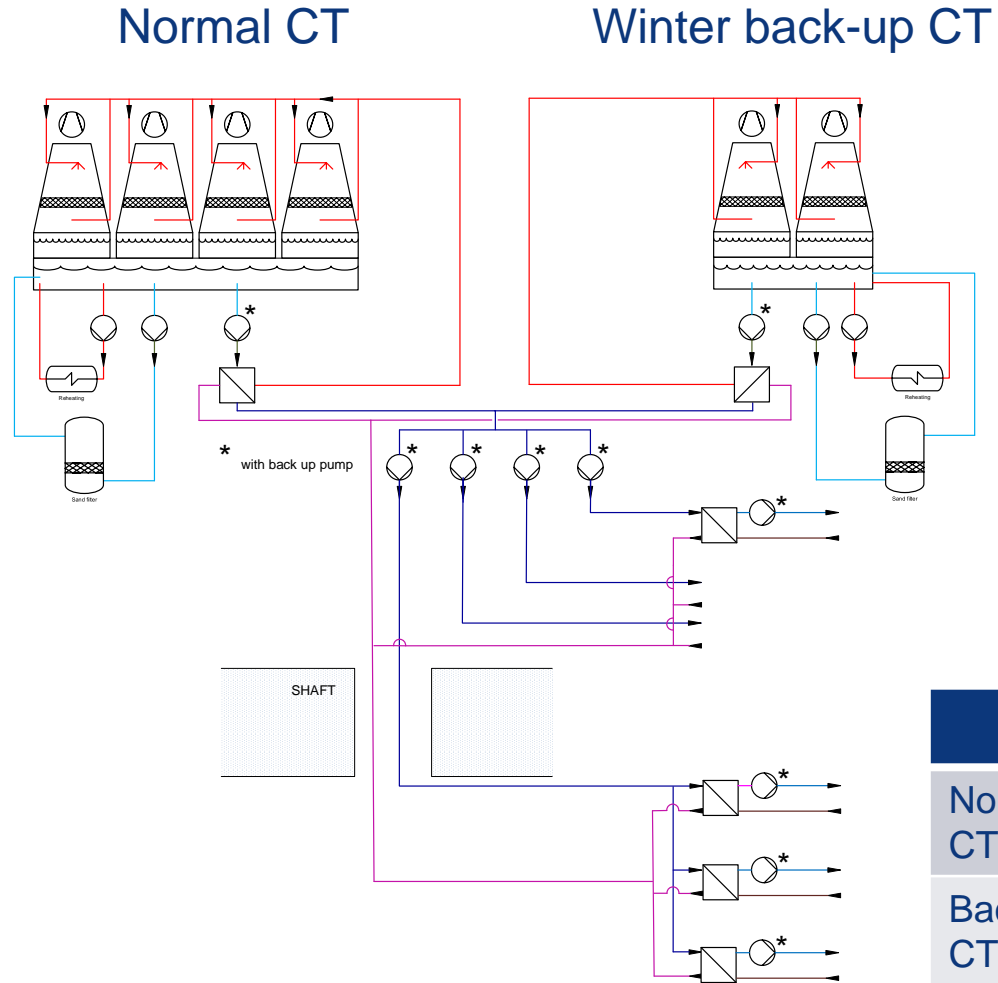 Normal CT
Winter back-up CT
*
*
Reheating
Reheating
* with back up pump
*
*
*
*
Sand filter
Sand filter
*
SHAFT
*
No
CT
*
Bac
CT
*